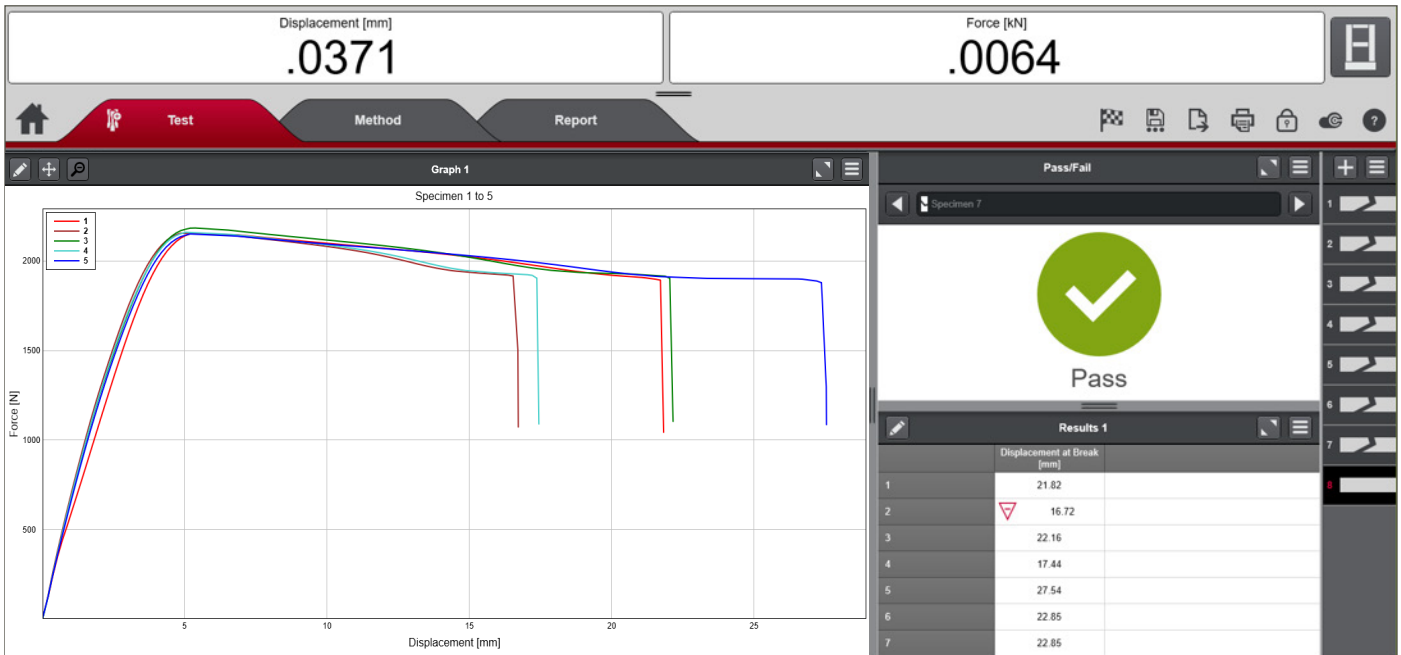 Displacement [mm]
.0371
Force [kN]
.0064
Test
Method
Report
?
Graph 1
Specimen 1 to 5
1
2
3
4
5
2000
1500
1000
500
Force [N]
5
10
15
20
25
Displacement [mm]
Pass/Fail
Specimen 7
Pass
Results 1
Displacement at Break
[mm]
1 21.82
2 16.72
3 22.16
4 17.44
5 27.54
6 22.85
7 22.85
1
2
3
4
5
6
7
8